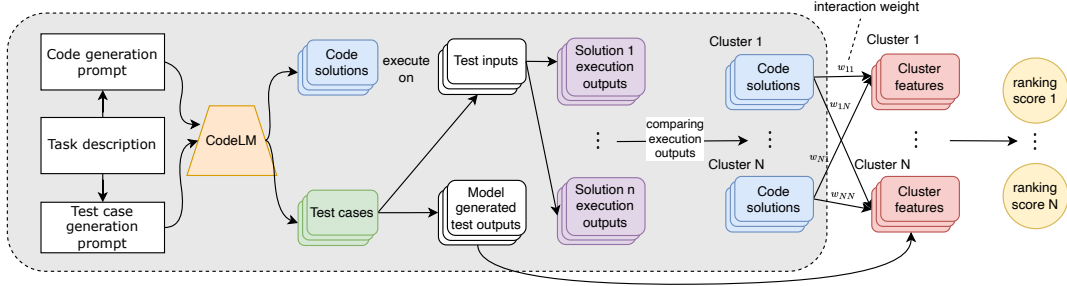 interaction weight
Code generation
prompt
Task description
Test case
generation prompt
CodeLM
Code
solutions
execute
on
Test cases
Test inputs
Model
generated
test outputs
Solution 1
execution
outputs
Solution n
execution
outputs
comparing
execution
outputs
Cluster 1
Code
solutions
Cluster N
Code
solutions
w11
w1N
wN1
wNN
Cluster 1
Cluster
features
Cluster N
Cluster
features
ranking
score 1
ranking
score N